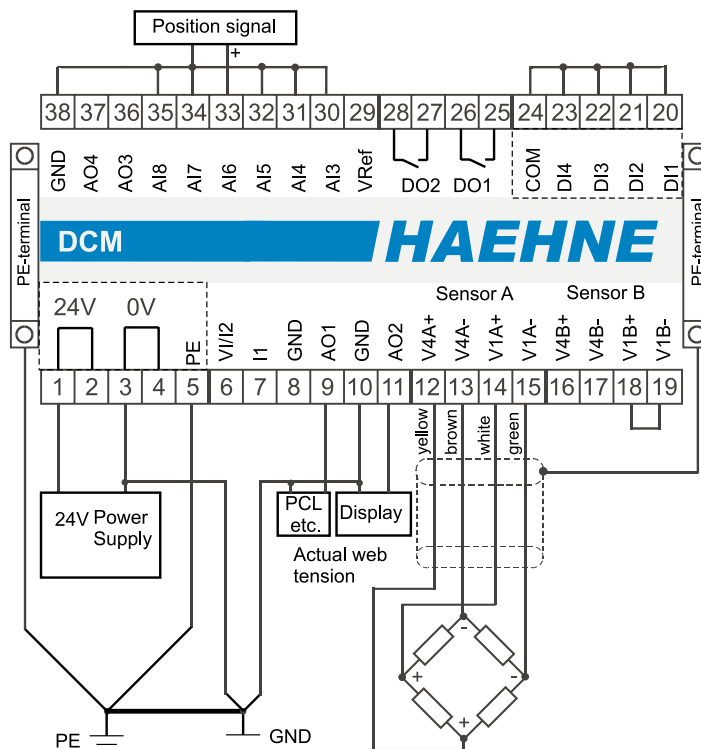 Position signal
+
38 37 36 35 34 33 32 31 30 29 28 27 26 25 24 23 22 21 20
GND AO4 AO3 AI8 AI7 AI6 AI5 AI4 AI3 VRef DO2 DO1 COM DI4 DI3 DI2 DI1
PE-terminal
DCM HAEHNE
PE-terminal
24V 0V
Sensor A Sensor B
PE VI/I2 I1 GND AO1 GND AO2 V4A+ V4A- V1A+ V1A- V4B+ V4B- V1B+ V1B-
1 2 3 4 5 6 7 8 9 10 11 12 13 14 15 16 17 18 19
yellow brown white green
24V Power
Supply
PCL
etc.
Display
Actual web
tension
-
+ -
+
PE GND